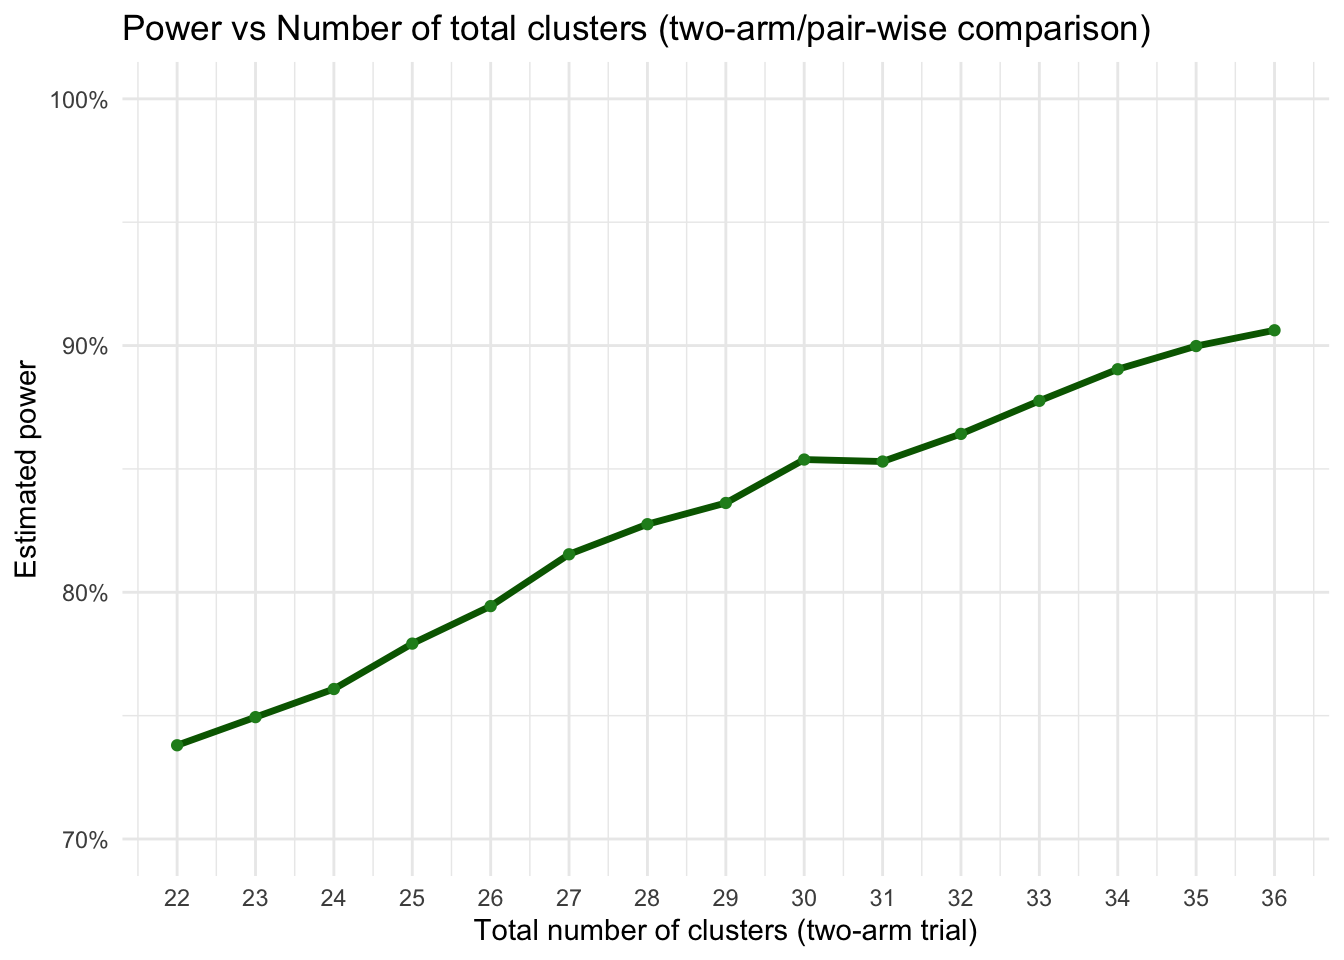 Power vs Number of total clusters (two-arm/pair-wise comparison)
100%
90%
80%
70%
Estimated power
22 23 24 25 26 27 28 29 30 31 32 33 34 35 36
Total number of clusters (two-arm trial)